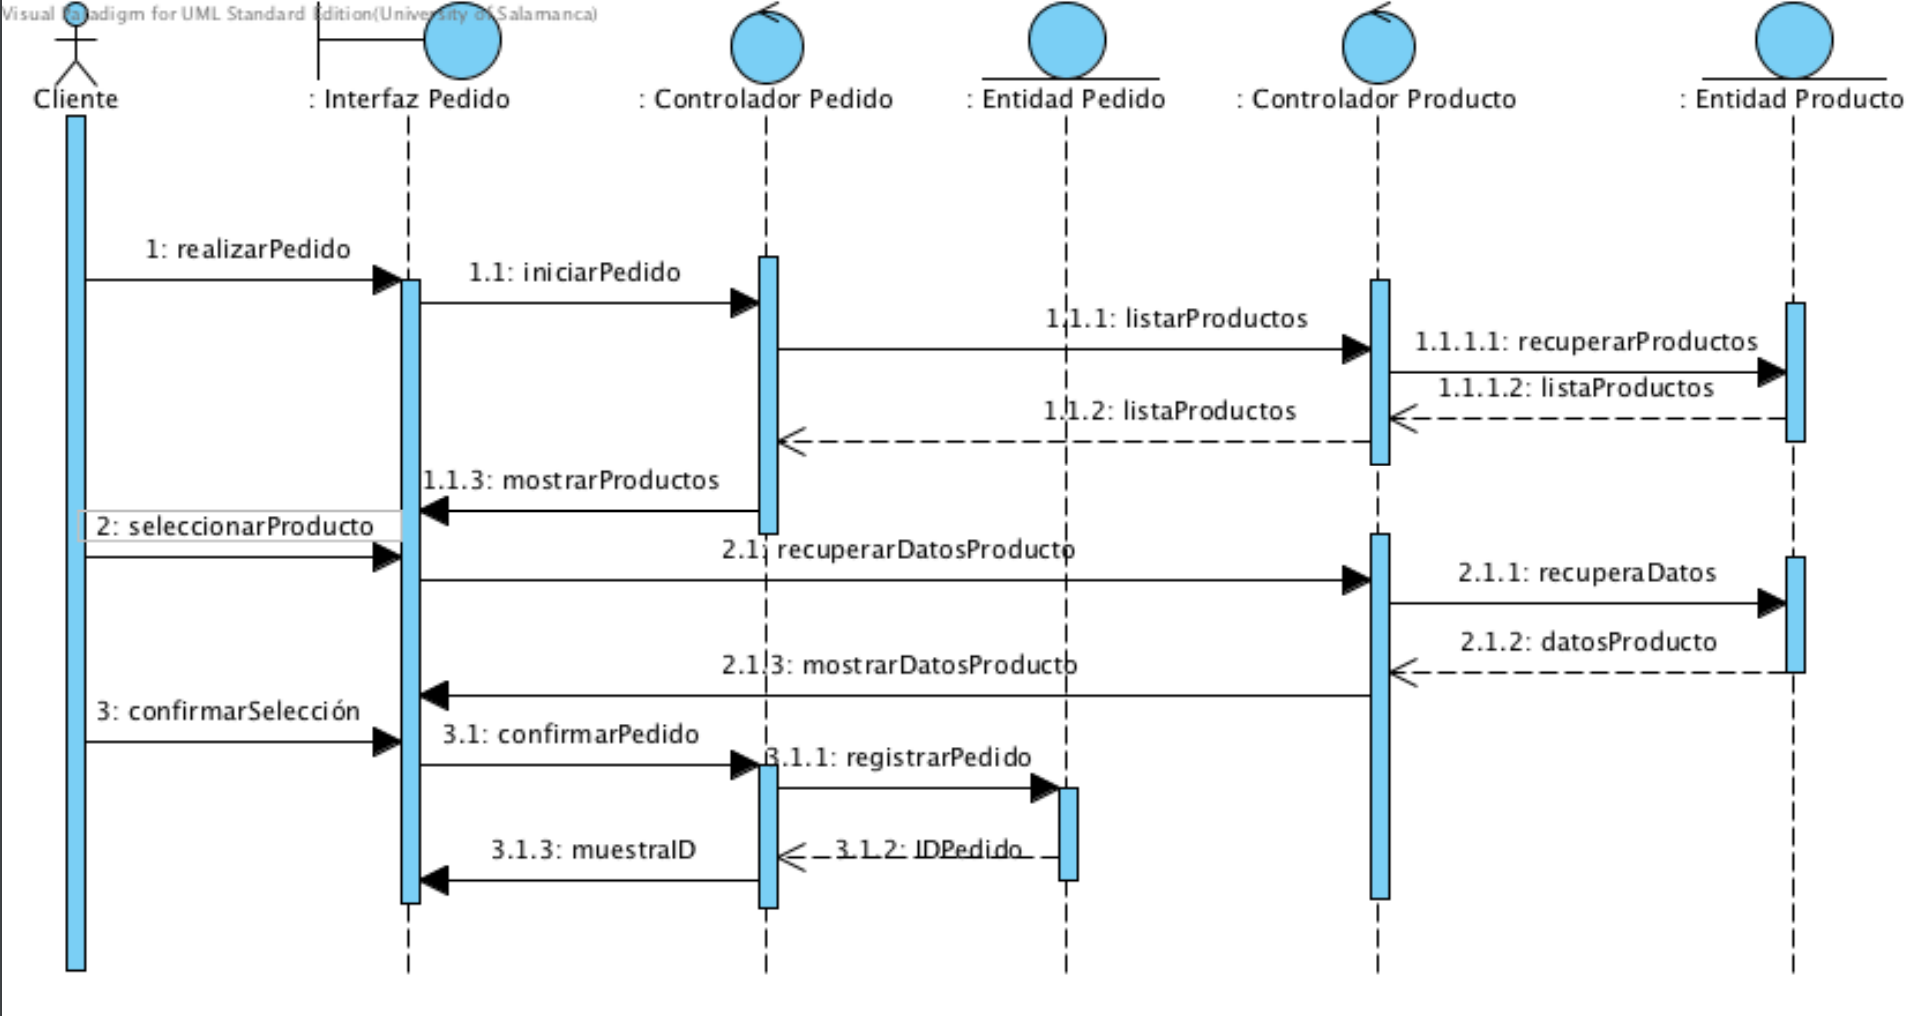 Visual Paradigm for UML Standard Edition(University of Salamanca)
Cliente
: Interfaz Pedido
: Controlador Pedido
: Entidad Pedido
: Controlador Producto
: Entidad Producto
1: realizarPedido
1.1: iniciarPedido
1.1.1: listarProductos
1.1.1.1: recuperarProductos
1.1.1.2: listaProductos
1.1.2: listaProductos
1.1.3: mostrarProductos
2: seleccionarProducto
2.1: recuperarDatosProducto
2.1.1: recuperaDatos
2.1.2: datosProducto
2.1.3: mostrarDatosProducto
3: confirmarSelección
3.1: confirmarPedido
3.1.1: registrarPedido
3.1.2: IDPedido
3.1.3: muestraID